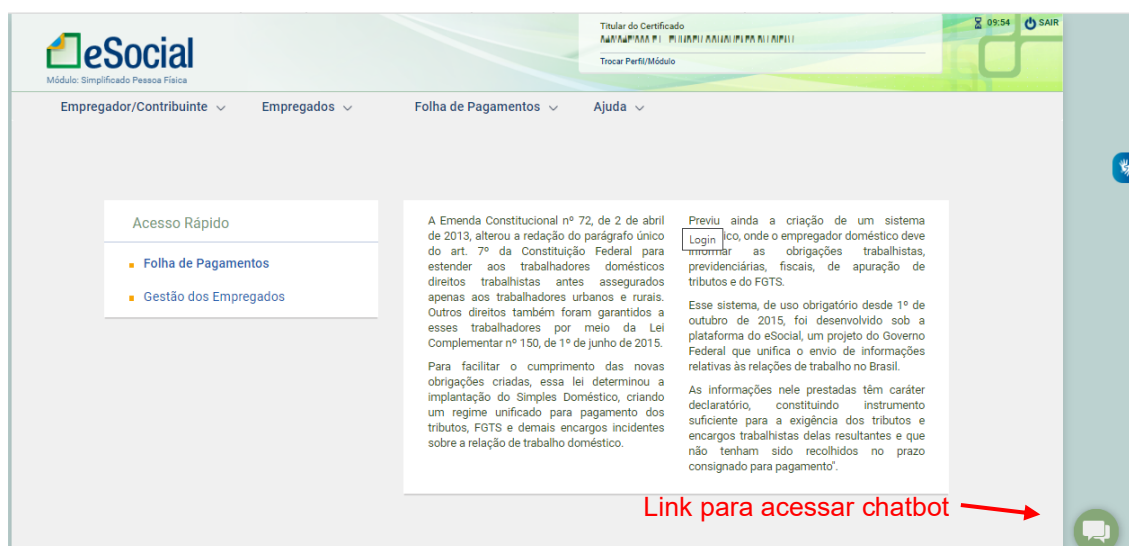 eSocial
Módulo: Simplificado Pessoa Física
Titular do Certificado
Trocar Perfil/Módulo
09:54 SAIR
Empregador/Contribuinte Empregados Folha de Pagamentos Ajuda
Acesso Rápido
Folha de Pagamentos
Gestão dos Empregados
A Emenda Constitucional nº 72, de 2 de abril
de 2013, alterou a redação do parágrafo único
do art. 7º da Constituição Federal para
estender aos trabalhadores domésticos
direitos trabalhistas antes assegurados
apenas aos trabalhadores urbanos e rurais.
Outros direitos também foram garantidos a
esses trabalhadores por meio da Lei
Complementar nº 150, de 1º de junho de 2015.
Para facilitar o cumprimento das novas
obrigações criadas, essa lei determinou a
implantação do Simples Doméstico, criando
um regime unificado para pagamento dos
tributos, FGTS e demais encargos incidentes
sobre a relação de trabalho doméstico.
Previu ainda a criação de um sistema
Login ico, onde o empregador doméstico deve
informar as obrigações trabalhistas,
previdenciárias, fiscais, de apuração de
tributos e do FGTS.
Esse sistema, de uso obrigatório desde 1º de
outubro de 2015, foi desenvolvido sob a
plataforma do eSocial, um projeto do Governo
Federal que unifica o envio de informações
relativas às relações de trabalho no Brasil.
As informações nele prestadas têm caráter
declaratório, constituindo instrumento
suficiente para a exigência dos tributos e
encargos trabalhistas delas resultantes e que
não tenham sido recolhidos no prazo
consignado para pagamento".
Link para acessar chatbot